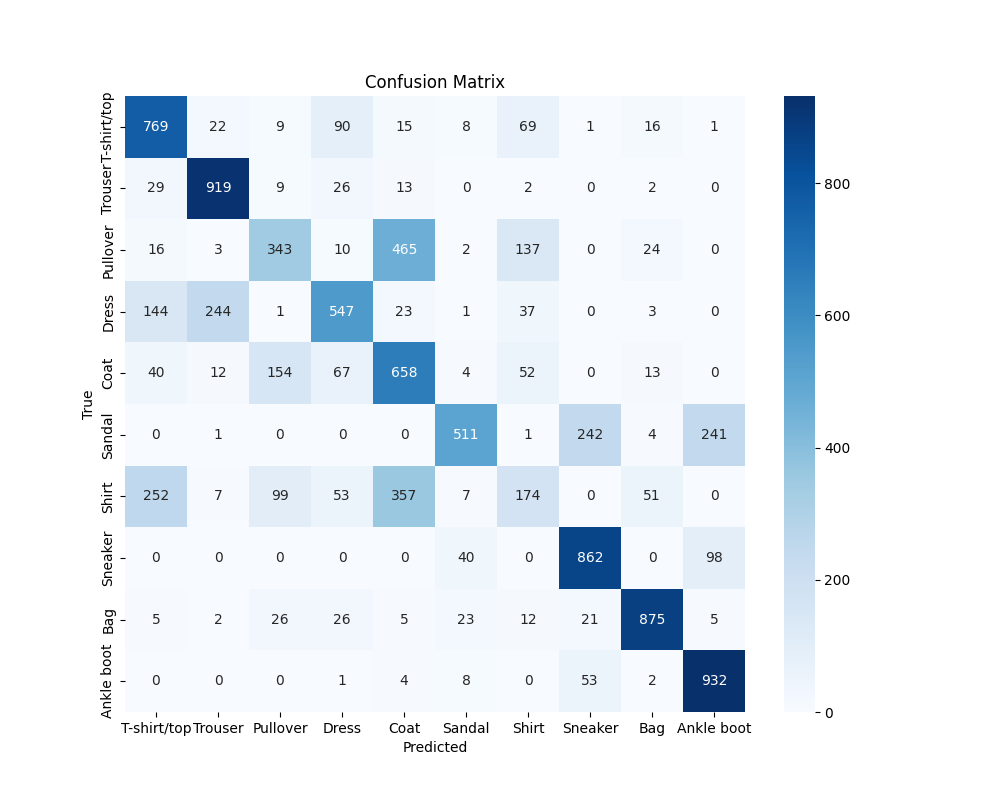 Confusion Matrix
T-shirt/top 769 22 9 90 15 8 69 1 16 1
Trouser 29 919 9 26 13 0 2 0 2 0
Pullover 16 3 343 10 465 2 137 0 24 0
Dress 144 244 1 547 23 1 37 0 3 0
Coat 40 12 154 67 658 4 52 0 13 0
Sandal 0 1 0 0 0 511 1 242 4 241
Shirt 252 7 99 53 357 7 174 0 51 0
Sneaker 0 0 0 0 0 40 0 862 0 98
Bag 5 2 26 26 5 23 12 21 875 5
Ankle boot 0 0 0 1 4 8 0 53 2 932
True
T-shirt/top Trouser Pullover Dress Coat Sandal Shirt Sneaker Bag Ankle boot
Predicted
800
600
400
200
0